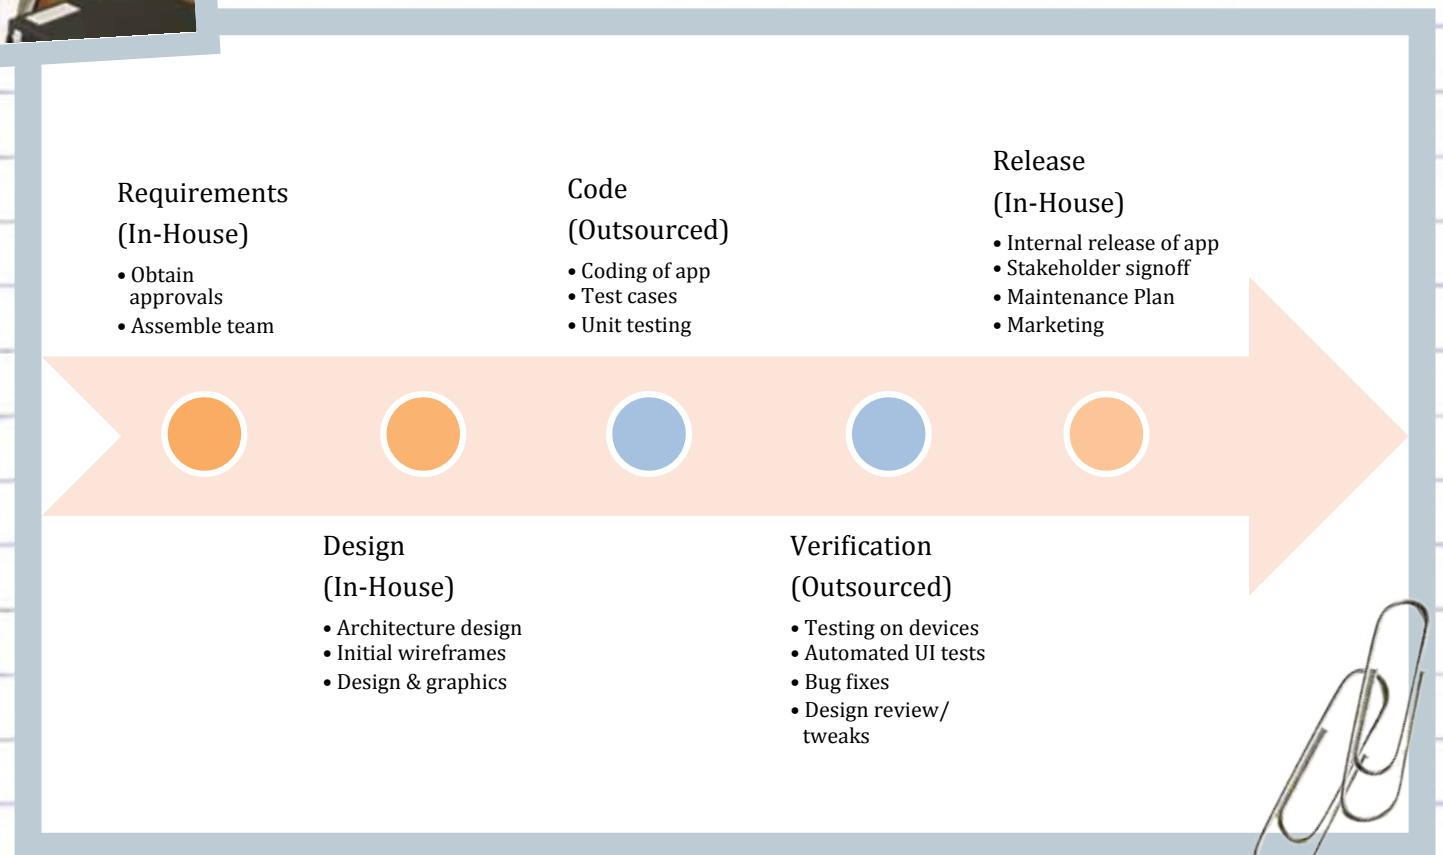 Requirements
(In-House)
• Obtain
approvals
• Assemble team
Design
(In-House)
• Architecture design
• Initial wireframes
• Design & graphics
Code
(Outsourced)
• Coding of app
• Test cases
• Unit testing
Verification
(Outsourced)
• Testing on devices
• Automated UI tests
• Bug fixes
• Design review/
tweaks
Release
(In-House)
• Internal release of app
• Stakeholder signoff
• Maintenance Plan
• Marketing